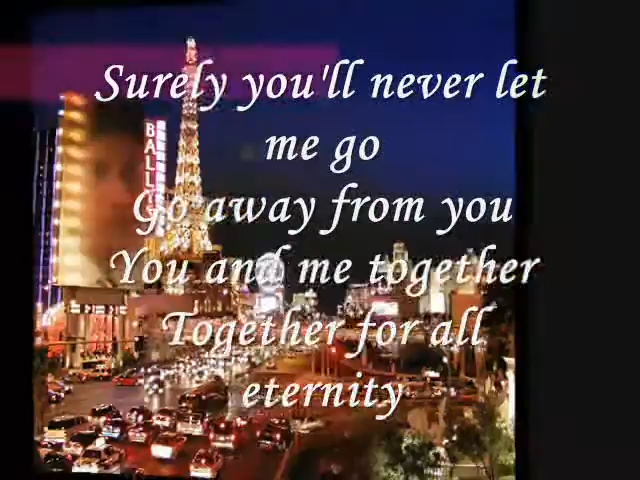 BALLY
Surely you'll never let
me go
Go away from you
You and me together
Together for all
eternity